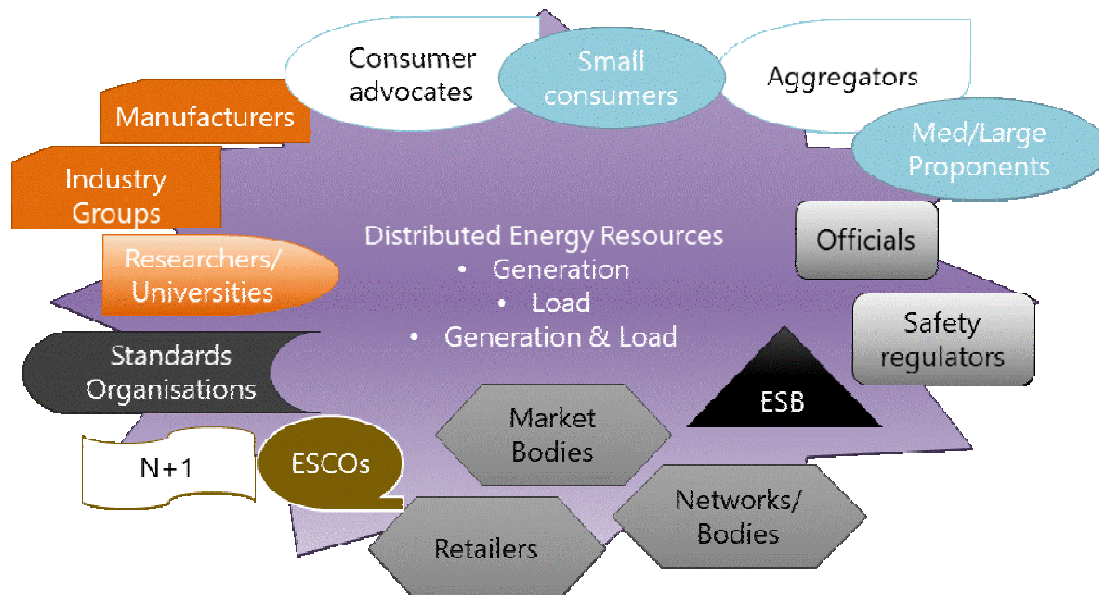 Consumer
advocates
Small
consumers
Aggregators
Manufacturers
Med/Large
Proponents
Industry
Groups
Officials
Distributed Energy Resources
• Generation
• Load
• Generation & Load
Researchers/
Universities
Safety
regulators
Standards
Organisations
ESB
Market
Bodies
N+1
ESCOs
Networks/
Bodies
Retailers